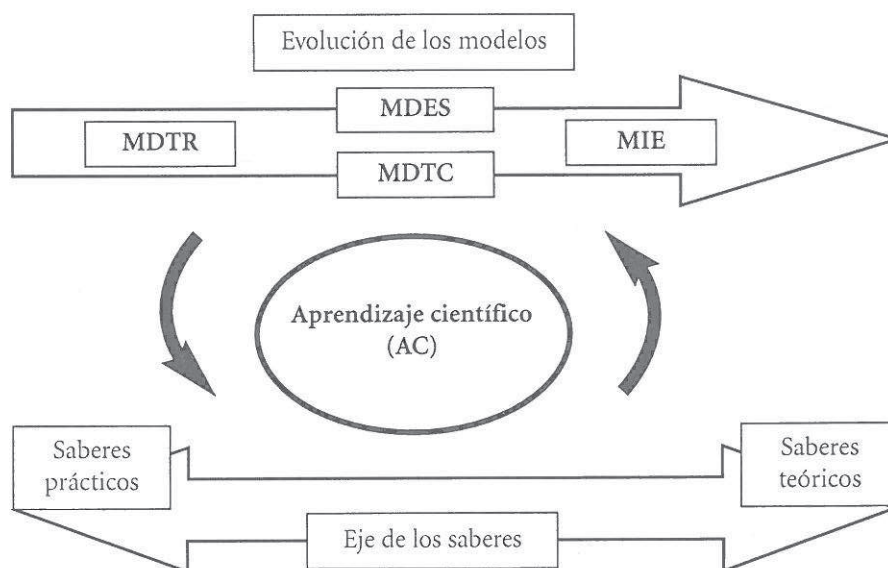 Evolución de los modelos
MDES
MDTR
MIE
MDTC
Aprendizaje científico
(AC)
Saberes
prácticos
Saberes
teóricos
Eje de los saberes